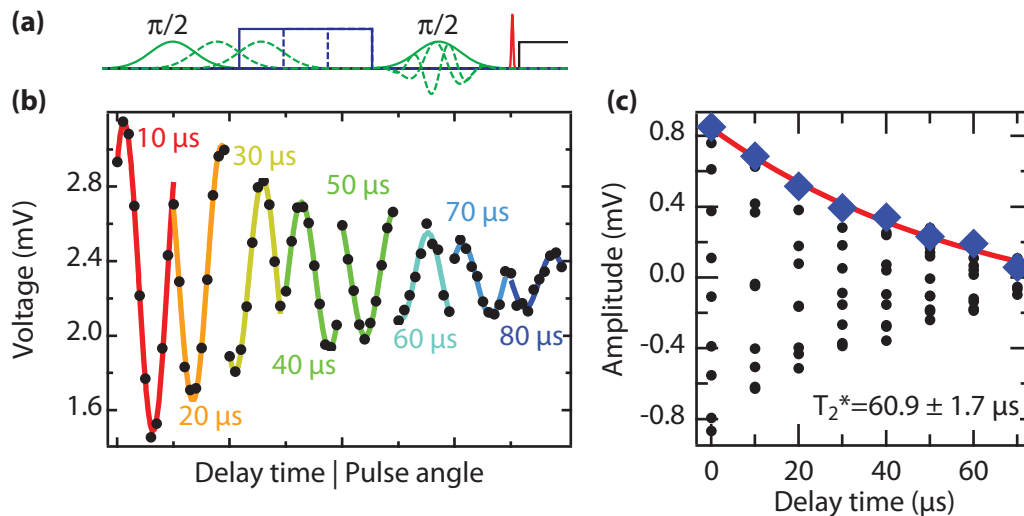 (a)
π/2
π/2
(b)
10 μs
20 μs
30 μs
40 μs
50 μs
60 μs
70 μs
80 μs
Voltage (mV)
2.8
2.4
2.0
1.6
Delay time | Pulse angle
(c)
Amplitude (mV)
0.8
0.4
0.0
-0.4
-0.8
T2*=60.9 ± 1.7 μs
0 20 40 60
Delay time (μs)